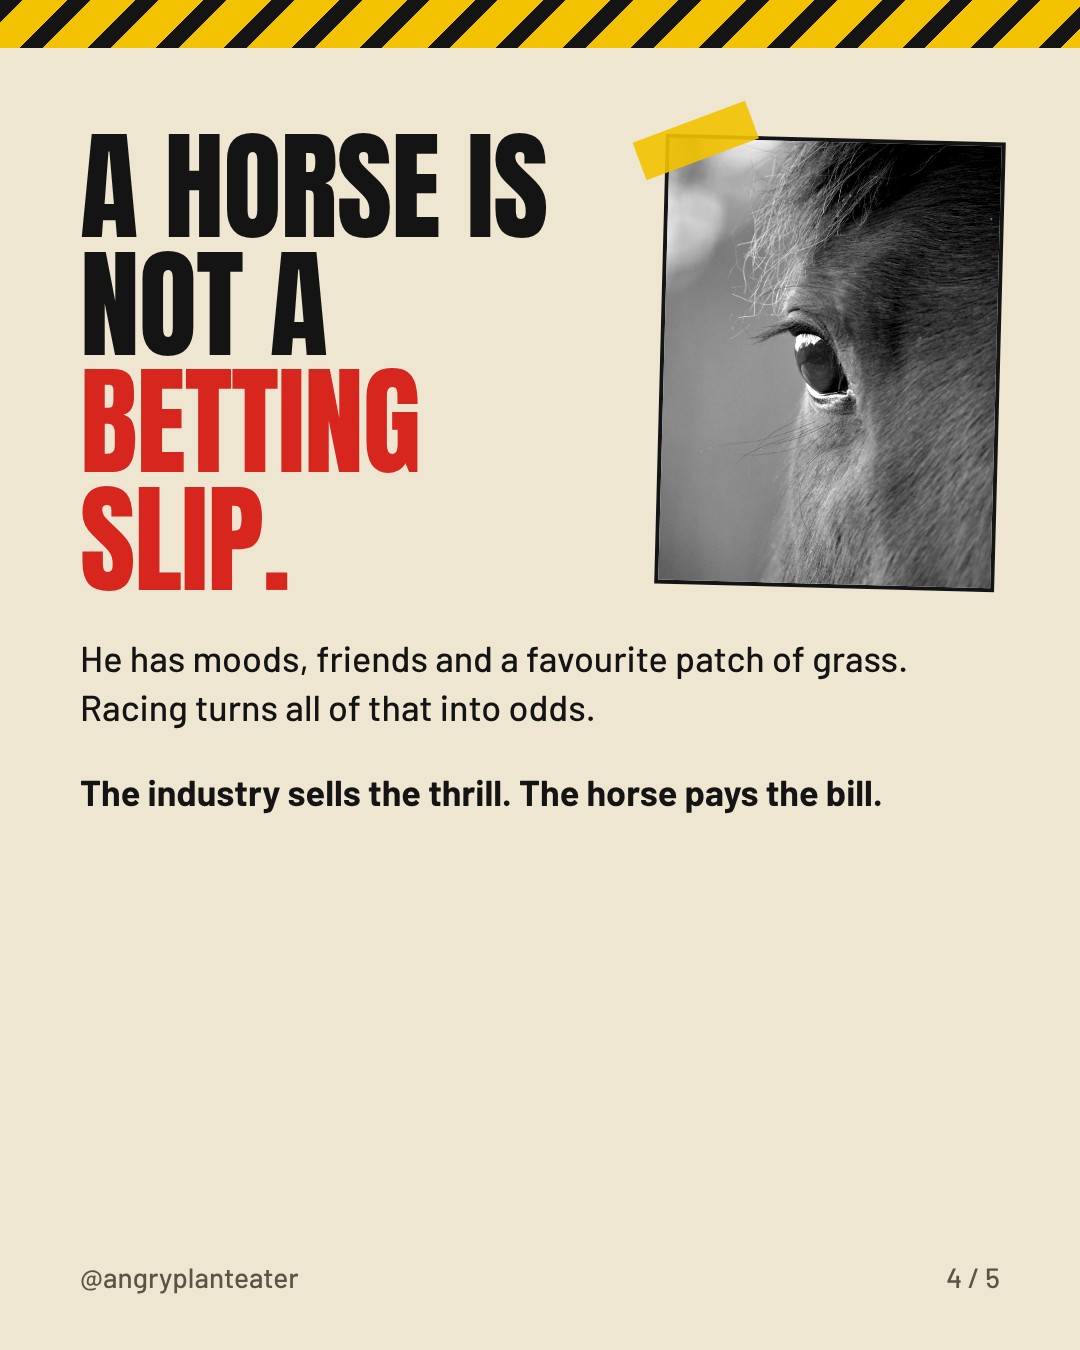 A HORSE IS
NOT A
BETTING
SLIP.
He has moods, friends and a favourite patch of grass.
Racing turns all of that into odds.
The industry sells the thrill. The horse pays the bill.
@angryplanteater
4 / 5